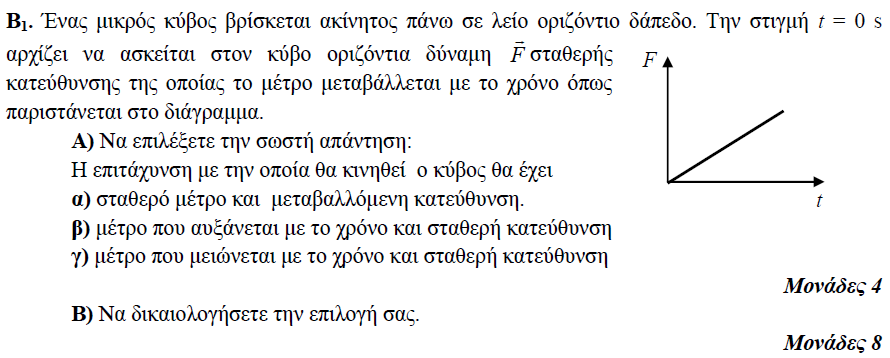 Β₁. Ένας μικρός κύβος βρίσκεται ακίνητος πάνω σε λείο οριζόντιο δάπεδο. Την στιγμή t = 0 s
αρχίζει να ασκείται στον κύβο οριζόντια δύναμη F⃗ σταθερής
κατεύθυνσης της οποίας το μέτρο μεταβάλλεται με το χρόνο όπως
παριστάνεται στο διάγραμμα.
F
Α) Να επιλέξετε την σωστή απάντηση:
Η επιτάχυνση με την οποία θα κινηθεί ο κύβος θα έχει
α) σταθερό μέτρο και μεταβαλλόμενη κατεύθυνση.
t
β) μέτρο που αυξάνεται με το χρόνο και σταθερή κατεύθυνση
γ) μέτρο που μειώνεται με το χρόνο και σταθερή κατεύθυνση
Μονάδες 4
Β) Να δικαιολογήσετε την επιλογή σας.
Μονάδες 8